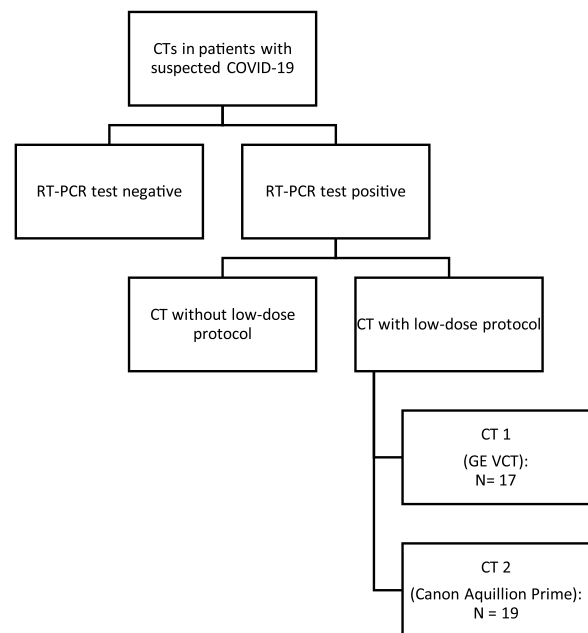 CTs in patients with
suspected COVID-19
RT-PCR test negative
RT-PCR test positive
CT without low-dose
protocol
CT with low-dose protocol
CT 1
(GE VCT):
N= 17
CT 2
(Canon Aquillion Prime):
N = 19